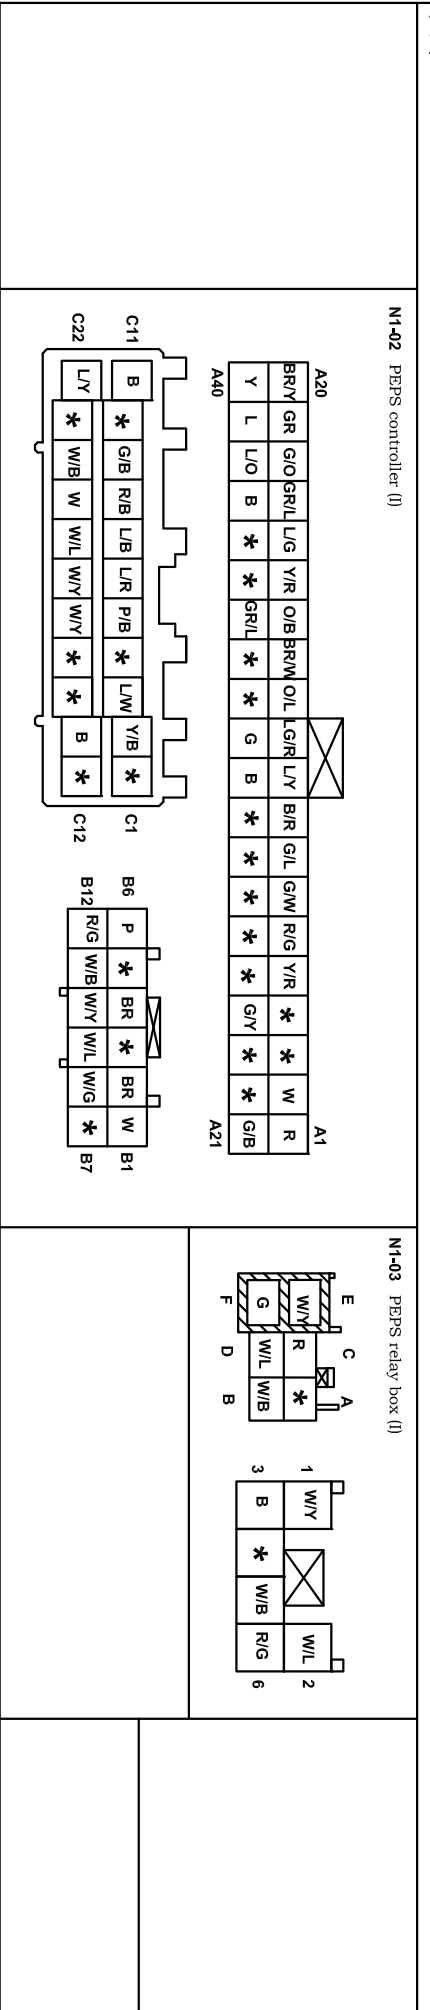 N1-02 PEPS controller (I)
A20 A1
BR/Y GR G/O GR/L L/G Y/R O/B BR/W O/L LG/R L/Y B/R G/L G/W R/G Y/R * * W R
Y L L/O B * * GR/L * * G B * * * * * G/Y * * G/B
A40 A21
C11 B * G/B R/B L/B L/R P/B * L/W Y/B * C1
C22 L/Y * W/B W W/L W/Y W/Y * * B * C12
B6 P * BR * BR W B1
B12 R/G W/B W/Y W/L W/G * B7
N1-03 PEPS relay box (I)
E C A
W/Y R *
G W/L W/B
F D B
1 W/Y W/L 2
3 B * W/B R/G 6